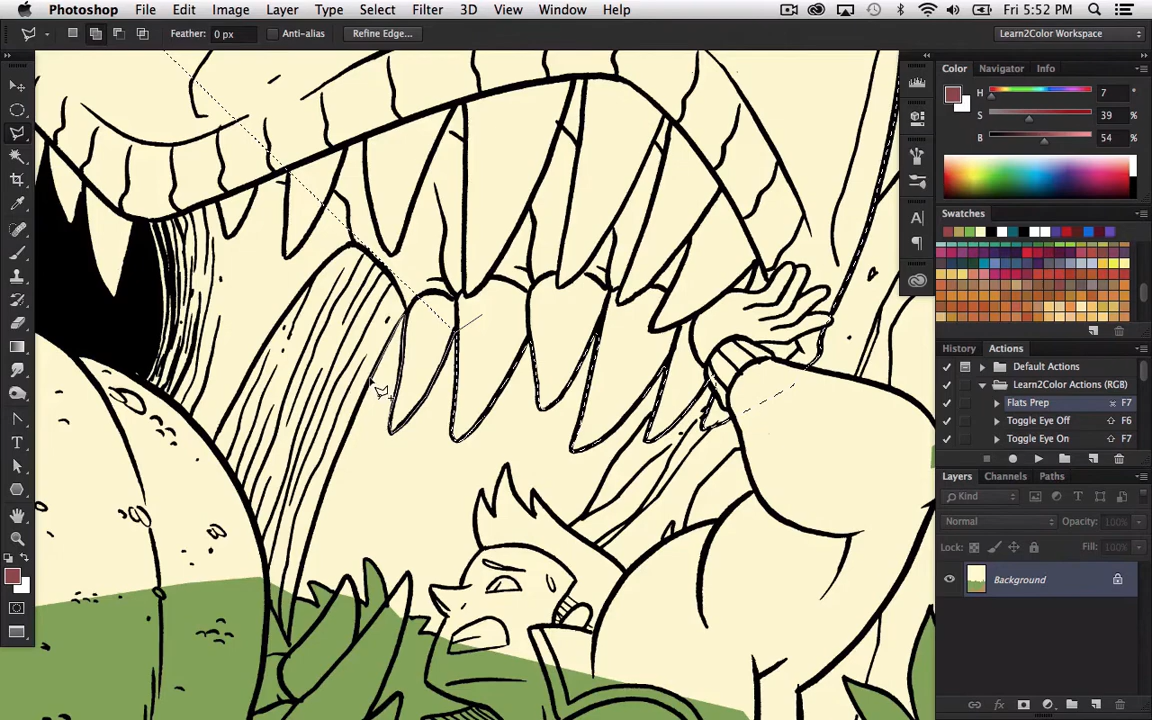 Photoshop File Edit Image Layer Type Select Filter 3D View Window Help Fri 5:52 PM
Feather: 0 px Anti-alias Refine Edge... Learn2Color Workspace
Color Navigator Info
H 7 °
S 39 %
B 54 %
Swatches
History Actions
Default Actions
Learn2Color Actions (RGB)
Flats Prep F7
Toggle Eye Off F6
Toggle Eye On F7
Layers Channels Paths
Kind
Normal Opacity: 100%
Lock: Fill: 100%
Background